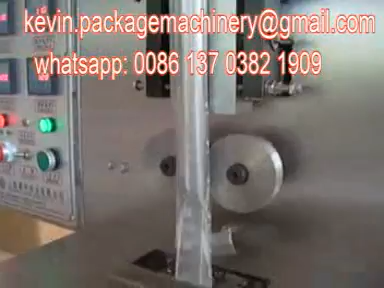 kevin.packagemachinery@gmail.com
whatsapp: 0086 137 0382 1909